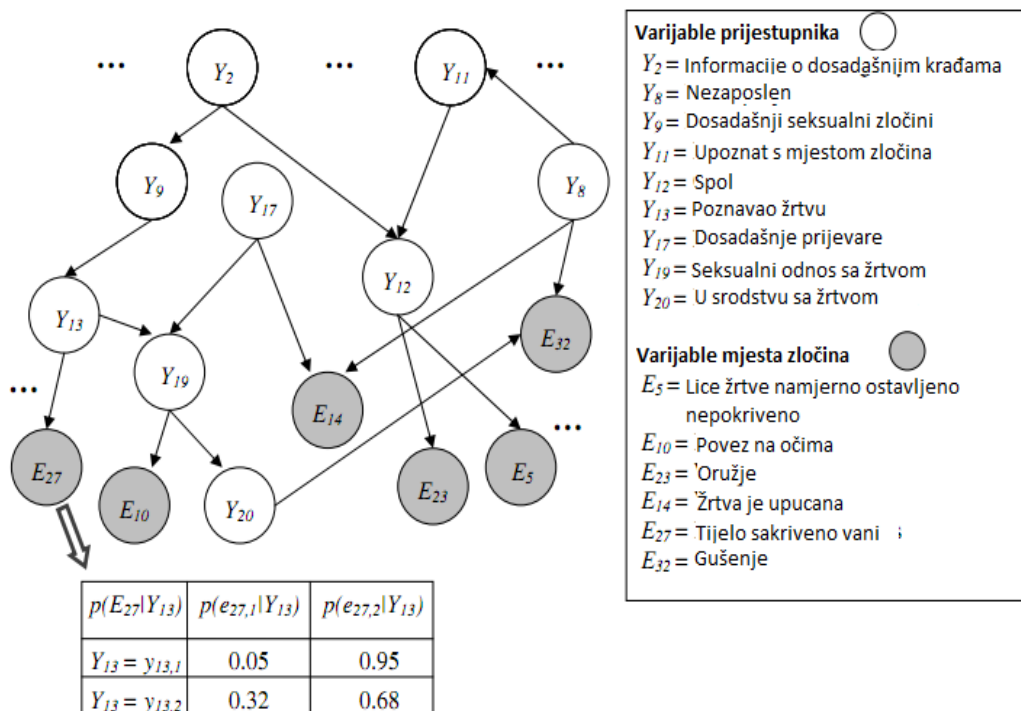 ... Y2 ... Y11 ...
Y9 Y17 Y8
Y12
Y13 E32
... Y19
E14 ...
E27 E10 Y20 E23 E5
p(E27|Y13) p(e27,1|Y13) p(e27,2|Y13)
Y13 = y13,1 0.05 0.95
Y13 = y13,2 0.32 0.68
Varijable prijestupnika
Y2 = Informacije o dosadašnjim krađama
Y8 = Nezaposlen
Y9 = Dosadašnji seksualni zločini
Y11 = Upoznat s mjestom zločina
Y12 = Spol
Y13 = Poznavao žrtvu
Y17 = Dosadašnje prijevare
Y19 = Seksualni odnos sa žrtvom
Y20 = U srodstvu sa žrtvom
Varijable mjesta zločina
E5 = Lice žrtve namjerno ostavljeno
nepokriveno
E10 = Povez na očima
E23 = Oružje
E14 = Žrtva je upucana
E27 = Tijelo sakriveno vani
E32 = Gušenje